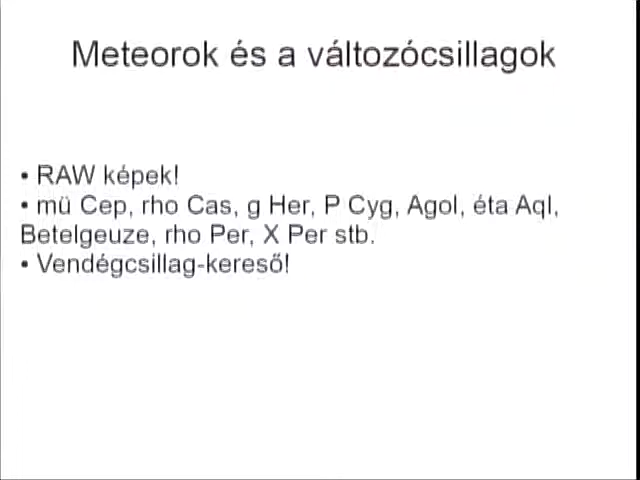 Meteorok és a változócsillagok
• RAW képek!
• mü Cep, rho Cas, g Her, P Cyg, Agol, éta Aql,
Betelgeuze, rho Per, X Per stb.
• Vendégcsillag-kereső!